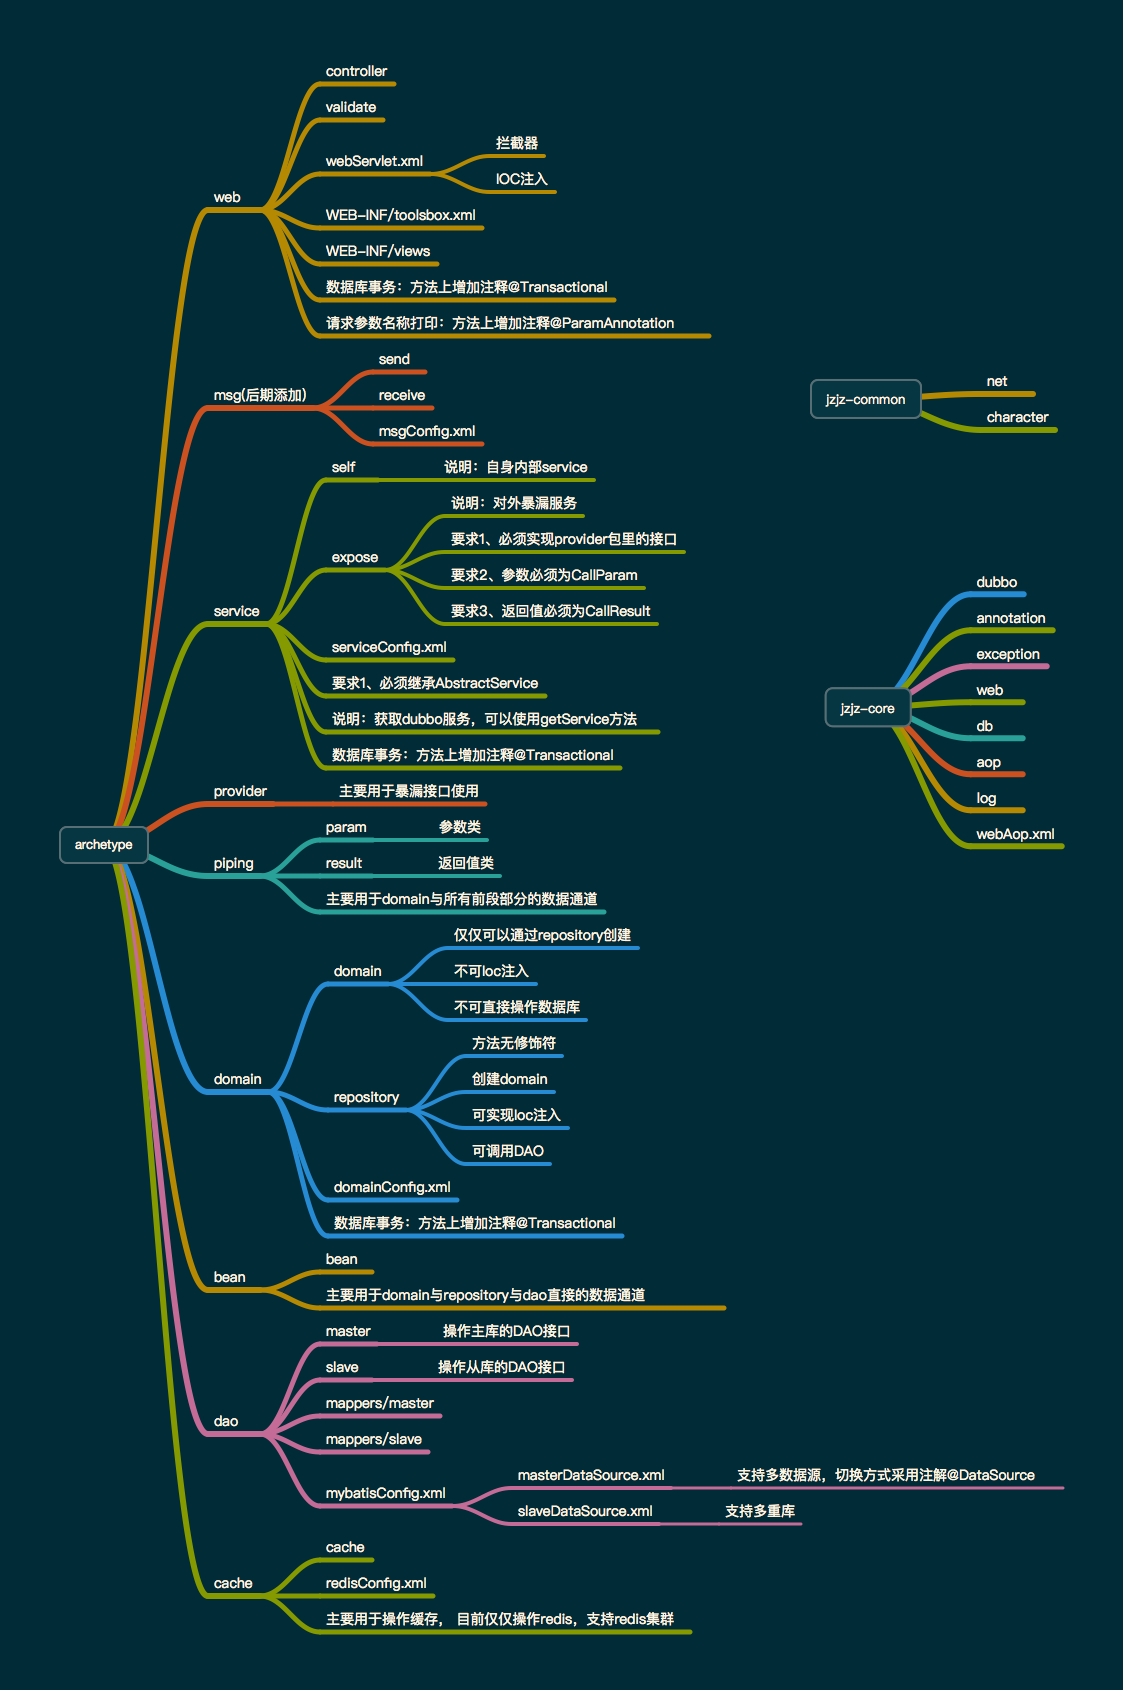 archetype
web
controller
validate
webServlet.xml
拦截器
IOC注入
WEB-INF/toolsbox.xml
WEB-INF/views
数据库事务：方法上增加注释@Transactional
请求参数名称打印：方法上增加注释@ParamAnnotation
msg(后期添加)
send
receive
msgConfig.xml
service
self
说明：自身内部service
expose
说明：对外暴漏服务
要求1、必须实现provider包里的接口
要求2、参数必须为CallParam
要求3、返回值必须为CallResult
serviceConfig.xml
要求1、必须继承AbstractService
说明：获取dubbo服务，可以使用getService方法
数据库事务：方法上增加注释@Transactional
provider
主要用于暴漏接口使用
piping
param
参数类
result
返回值类
主要用于domain与所有前段部分的数据通道
domain
domain
仅仅可以通过repository创建
不可Ioc注入
不可直接操作数据库
repository
方法无修饰符
创建domain
可实现Ioc注入
可调用DAO
domainConfig.xml
数据库事务：方法上增加注释@Transactional
bean
bean
主要用于domain与repository与dao直接的数据通道
dao
master
操作主库的DAO接口
slave
操作从库的DAO接口
mappers/master
mappers/slave
mybatisConfig.xml
masterDataSource.xml
支持多数据源，切换方式采用注解@DataSource
slaveDataSource.xml
支持多重库
cache
cache
redisConfig.xml
主要用于操作缓存， 目前仅仅操作redis，支持redis集群
jzjz-common
net
character
jzjz-core
dubbo
annotation
exception
web
db
aop
log
webAop.xml